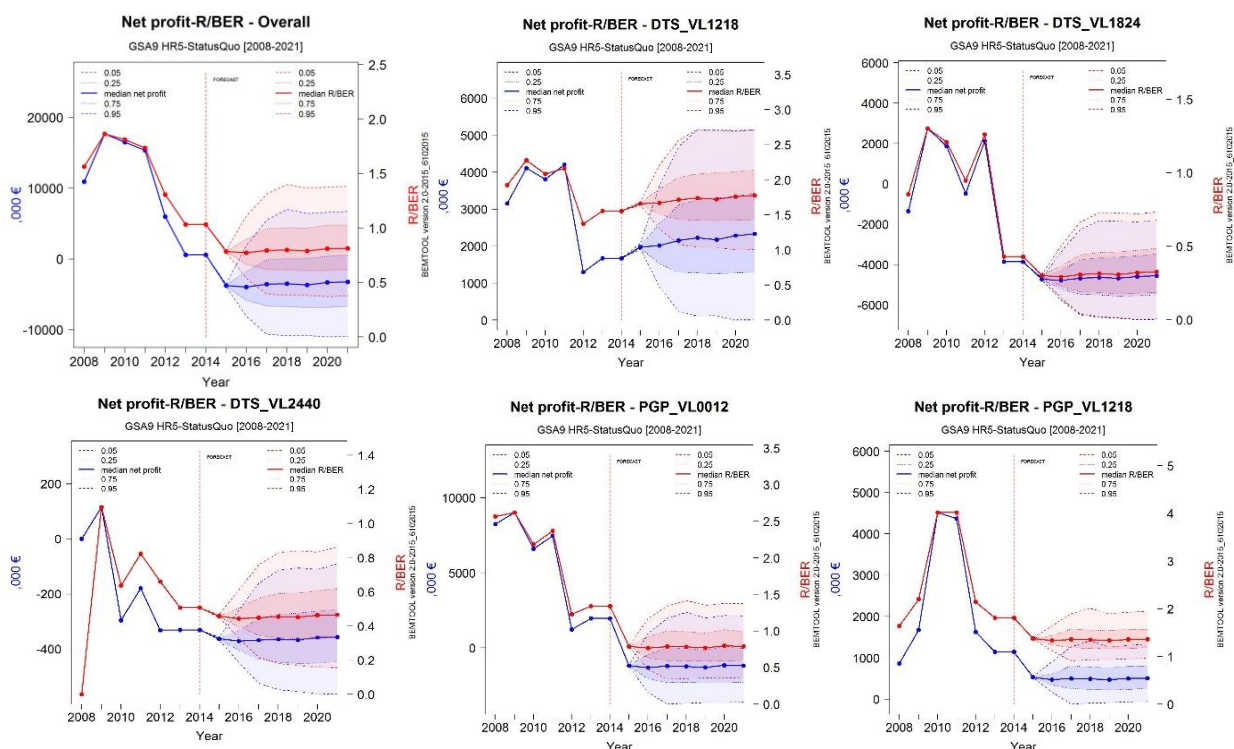 Net profit-R/BER - Overall
GSA9 HR5-StatusQuo [2008-2021]
0.05
0.25
median net profit
0.75
0.95
FORECAST
0.05
0.25
median R/BER
0.75
0.95
20000
10000
0
-10000
,000 €
2.5
2.0
1.5
1.0
0.5
0.0
R/BER
BEMTOOL version 2.0-2015_6102015
2008 2010 2012 2014 2016 2018 2020
Year
Net profit-R/BER - DTS_VL1218
GSA9 HR5-StatusQuo [2008-2021]
0.05
0.25
median net profit
0.75
0.95
FORECAST
0.05
0.25
median R/BER
0.75
0.95
6000
5000
4000
3000
2000
1000
0
,000 €
3.5
3.0
2.5
2.0
1.5
1.0
0.5
0.0
R/BER
BEMTOOL version 2.0-2015_6102015
2008 2010 2012 2014 2016 2018 2020
Year
Net profit-R/BER - DTS_VL1824
GSA9 HR5-StatusQuo [2008-2021]
0.05
0.25
median net profit
0.75
0.95
FORECAST
0.05
0.25
median R/BER
0.75
0.95
6000
4000
2000
0
-2000
-4000
-6000
,000 €
1.5
1.0
0.5
0.0
R/BER
BEMTOOL version 2.0-2015_6102015
2008 2010 2012 2014 2016 2018 2020
Year
Net profit-R/BER - DTS_VL2440
GSA9 HR5-StatusQuo [2008-2021]
0.05
0.25
median net profit
0.75
0.95
FORECAST
0.05
0.25
median R/BER
0.75
0.95
200
0
-200
-400
,000 €
1.4
1.2
1.0
0.8
0.6
0.4
0.2
0.0
R/BER
BEMTOOL version 2.0-2015_6102015
2008 2010 2012 2014 2016 2018 2020
Year
Net profit-R/BER - PGP_VL0012
GSA9 HR5-StatusQuo [2008-2021]
0.05
0.25
median net profit
0.75
0.95
FORECAST
0.05
0.25
median R/BER
0.75
0.95
10000
5000
0
,000 €
3.5
3.0
2.5
2.0
1.5
1.0
0.5
0.0
R/BER
BEMTOOL version 2.0-2015_6102015
2008 2010 2012 2014 2016 2018 2020
Year
Net profit-R/BER - PGP_VL1218
GSA9 HR5-StatusQuo [2008-2021]
0.05
0.25
median net profit
0.75
0.95
FORECAST
0.05
0.25
median R/BER
0.75
0.95
6000
5000
4000
3000
2000
1000
0
,000 €
5
4
3
2
1
0
R/BER
BEMTOOL version 2.0-2015_6102015
2008 2010 2012 2014 2016 2018 2020
Year